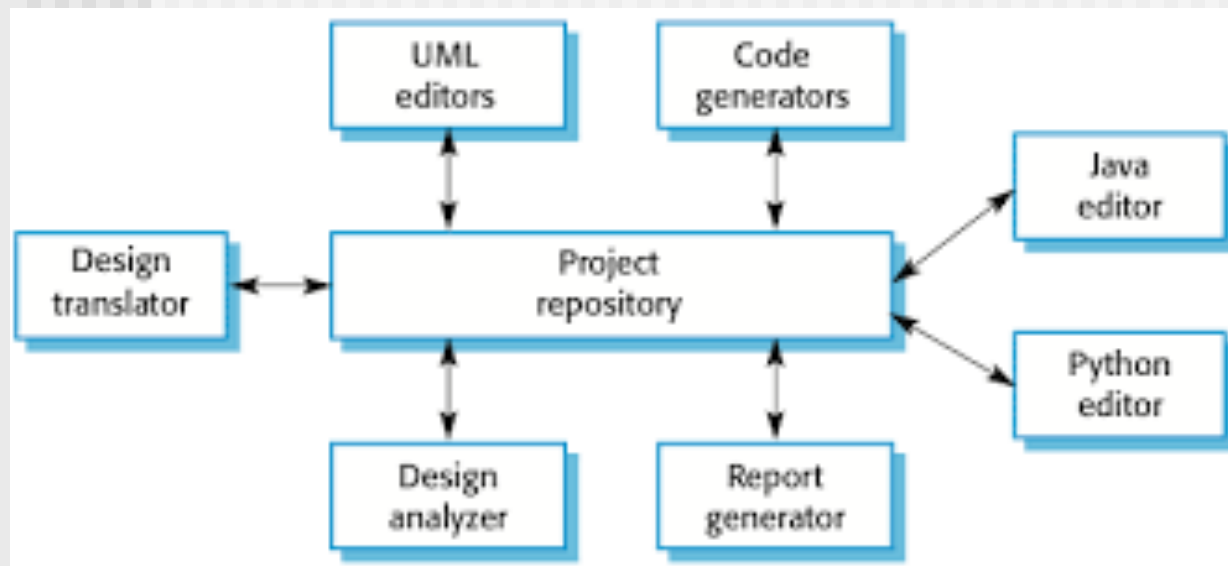 UML
editors
Code
generators
Java
editor
Design
translator
Project
repository
Python
editor
Design
analyzer
Report
generator